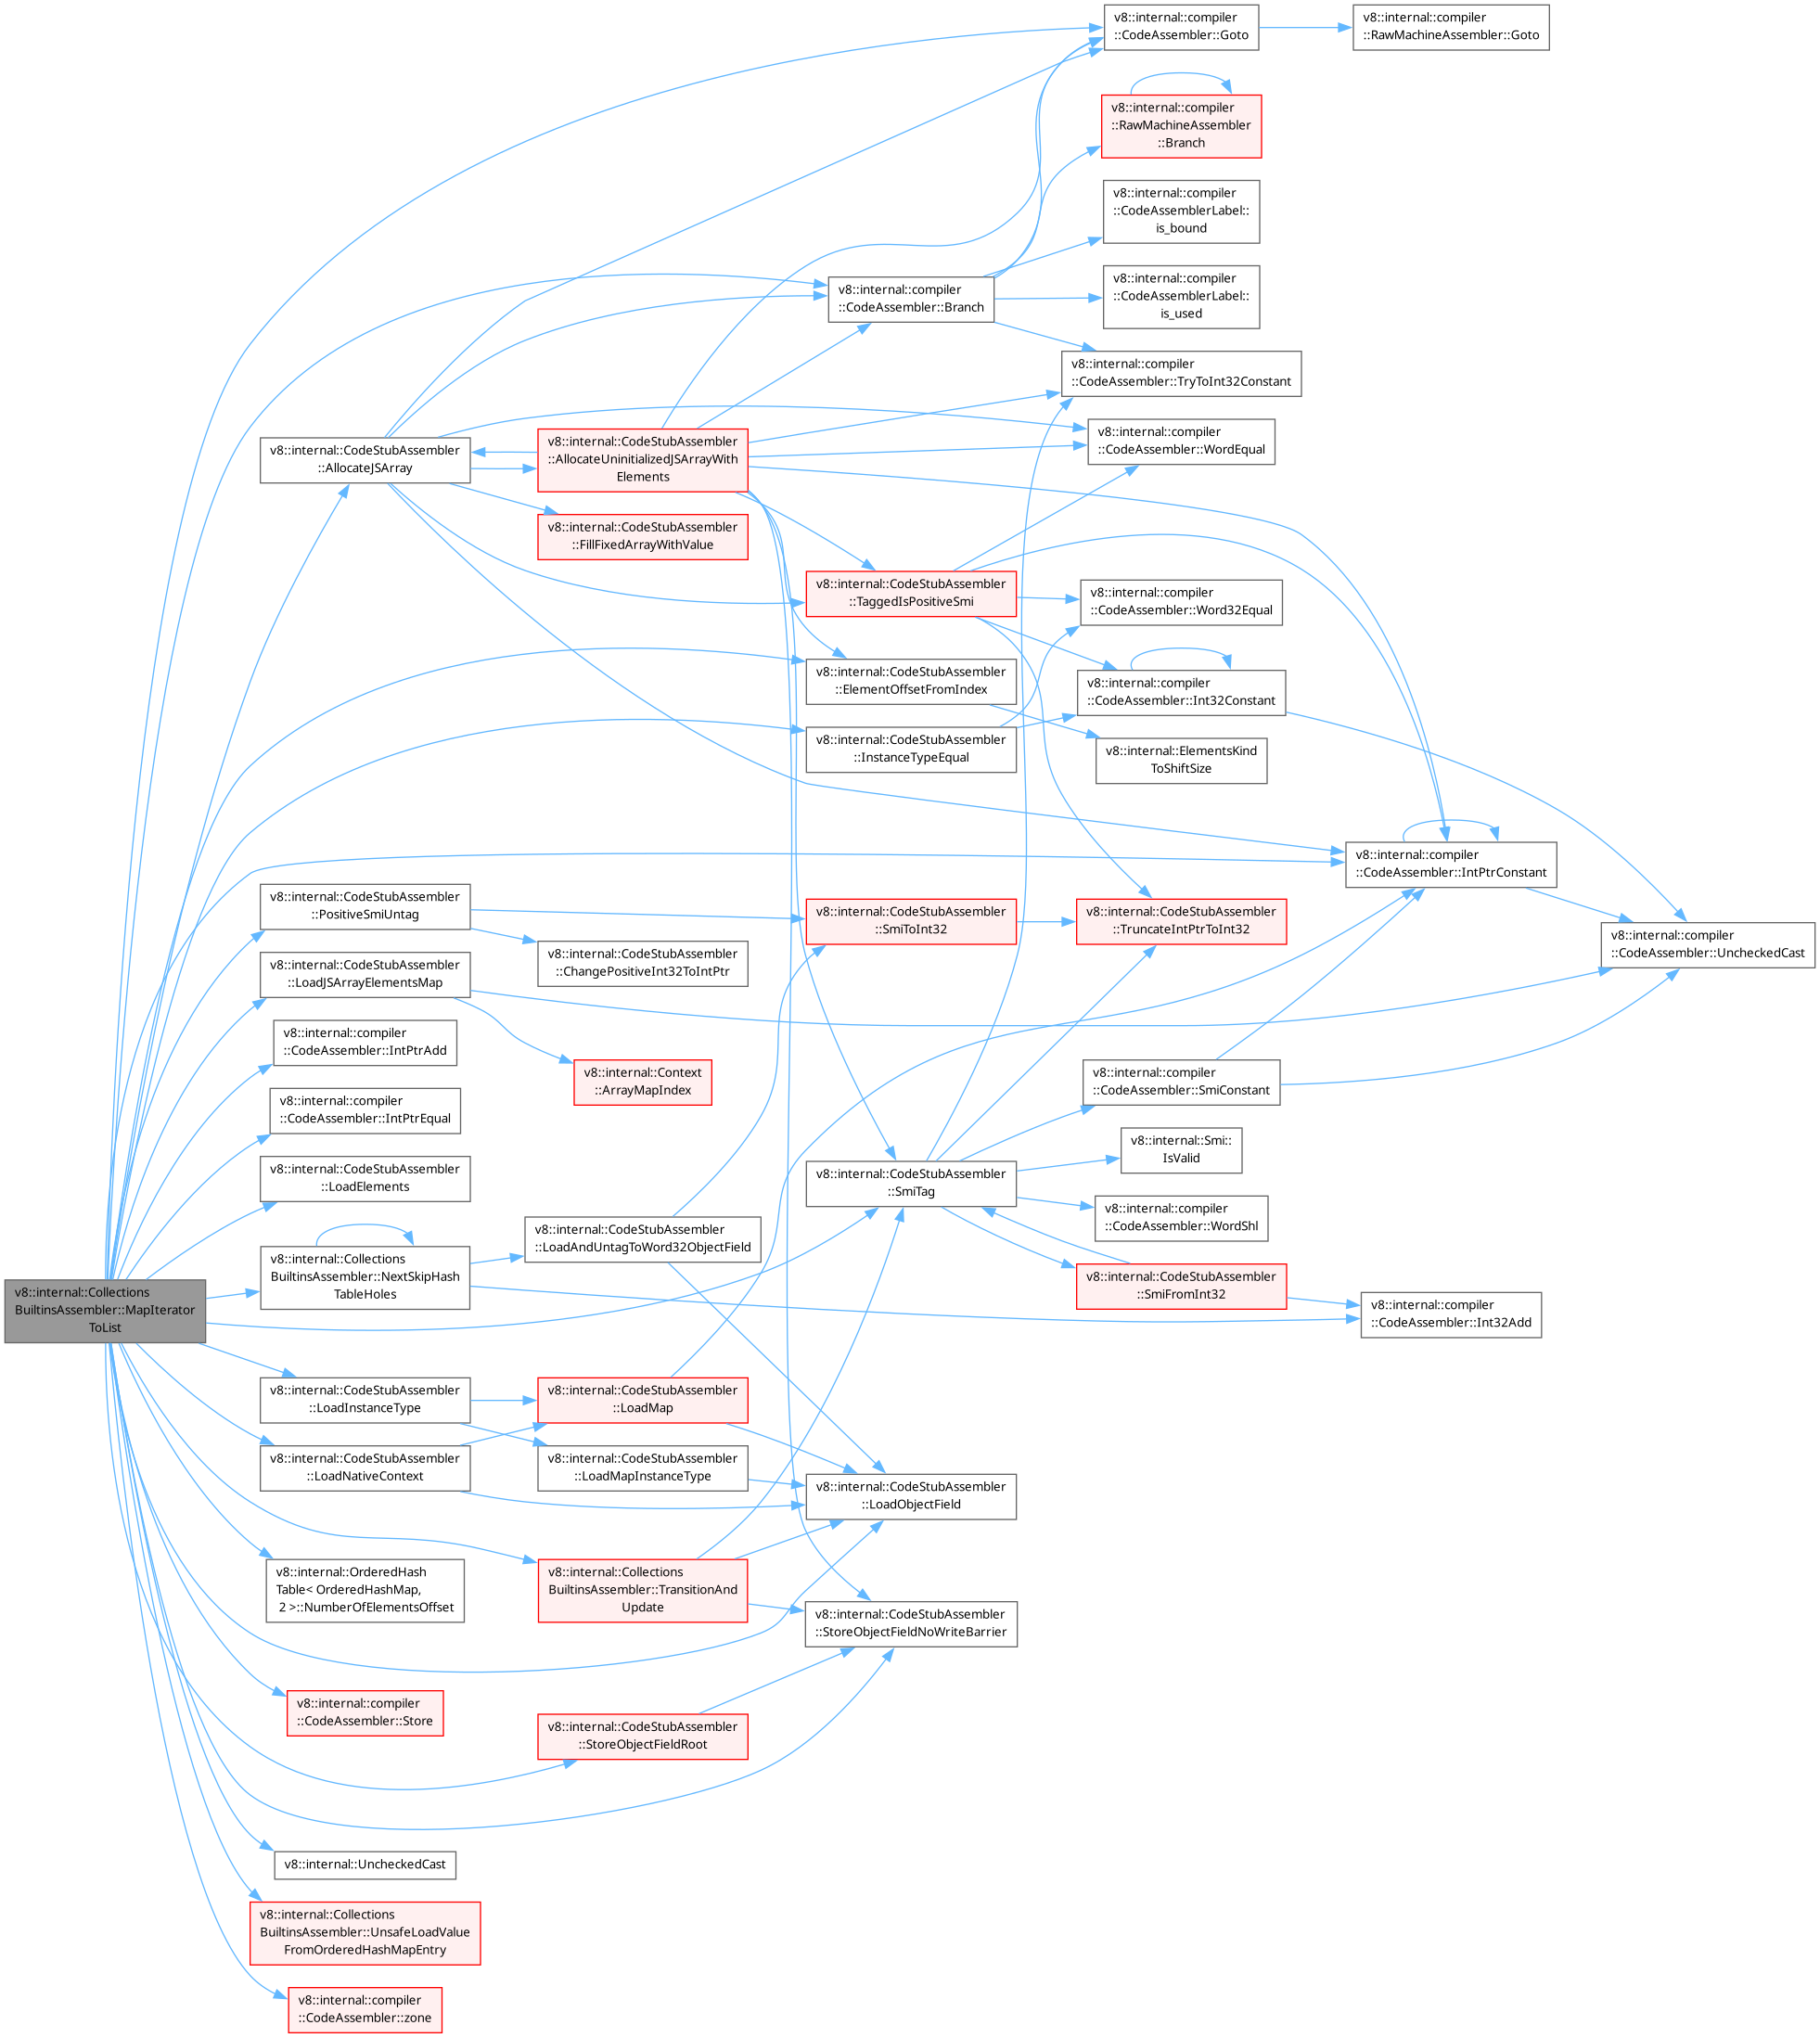 v8::internal::compiler
::CodeAssembler::Goto
v8::internal::compiler
::RawMachineAssembler::Goto
v8::internal::compiler
::RawMachineAssembler
::Branch
v8::internal::compiler
::CodeAssemblerLabel::
is_bound
v8::internal::compiler
::CodeAssembler::Branch
v8::internal::compiler
::CodeAssemblerLabel::
is_used
v8::internal::compiler
::CodeAssembler::TryToInt32Constant
v8::internal::compiler
::CodeAssembler::WordEqual
v8::internal::CodeStubAssembler
::AllocateJSArray
v8::internal::CodeStubAssembler
::AllocateUninitializedJSArrayWith
Elements
v8::internal::CodeStubAssembler
::FillFixedArrayWithValue
v8::internal::CodeStubAssembler
::TaggedIsPositiveSmi
v8::internal::compiler
::CodeAssembler::Word32Equal
v8::internal::CodeStubAssembler
::ElementOffsetFromIndex
v8::internal::compiler
::CodeAssembler::Int32Constant
v8::internal::CodeStubAssembler
::InstanceTypeEqual
v8::internal::ElementsKind
ToShiftSize
v8::internal::compiler
::CodeAssembler::IntPtrConstant
v8::internal::CodeStubAssembler
::PositiveSmiUntag
v8::internal::CodeStubAssembler
::SmiToInt32
v8::internal::CodeStubAssembler
::TruncateIntPtrToInt32
v8::internal::compiler
::CodeAssembler::UncheckedCast
v8::internal::CodeStubAssembler
::ChangePositiveInt32ToIntPtr
v8::internal::CodeStubAssembler
::LoadJSArrayElementsMap
v8::internal::compiler
::CodeAssembler::IntPtrAdd
v8::internal::Context
::ArrayMapIndex
v8::internal::compiler
::CodeAssembler::SmiConstant
v8::internal::compiler
::CodeAssembler::IntPtrEqual
v8::internal::Smi::
IsValid
v8::internal::CodeStubAssembler
::LoadElements
v8::internal::CodeStubAssembler
::SmiTag
v8::internal::compiler
::CodeAssembler::WordShl
v8::internal::CodeStubAssembler
::LoadAndUntagToWord32ObjectField
v8::internal::Collections
BuiltinsAssembler::NextSkipHash
TableHoles
v8::internal::CodeStubAssembler
::SmiFromInt32
v8::internal::Collections
BuiltinsAssembler::MapIterator
ToList
v8::internal::compiler
::CodeAssembler::Int32Add
v8::internal::CodeStubAssembler
::LoadInstanceType
v8::internal::CodeStubAssembler
::LoadMap
v8::internal::CodeStubAssembler
::LoadNativeContext
v8::internal::CodeStubAssembler
::LoadMapInstanceType
v8::internal::CodeStubAssembler
::LoadObjectField
v8::internal::OrderedHash
Table< OrderedHashMap,
2 >::NumberOfElementsOffset
v8::internal::Collections
BuiltinsAssembler::TransitionAnd
Update
v8::internal::CodeStubAssembler
::StoreObjectFieldNoWriteBarrier
v8::internal::compiler
::CodeAssembler::Store
v8::internal::CodeStubAssembler
::StoreObjectFieldRoot
v8::internal::UncheckedCast
v8::internal::Collections
BuiltinsAssembler::UnsafeLoadValue
FromOrderedHashMapEntry
v8::internal::compiler
::CodeAssembler::zone